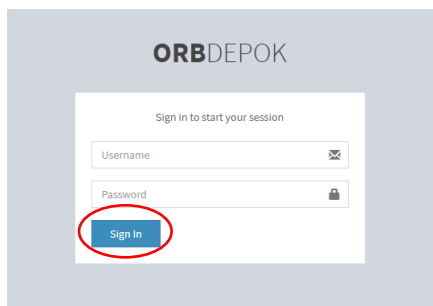 ORBDEPOK
Sign in to start your session
Username
Password
Sign In